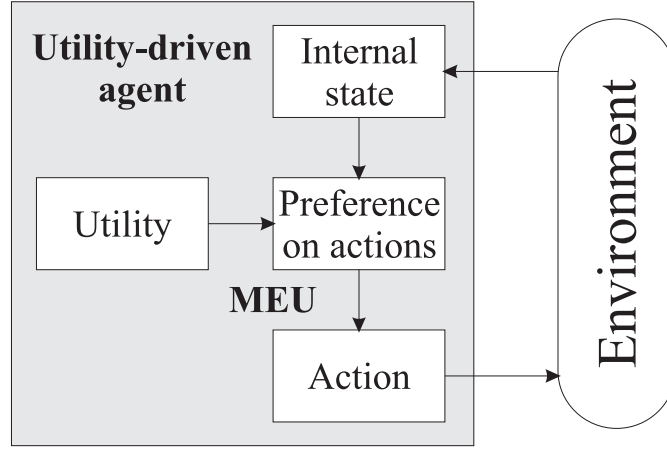 Utility-driven
agent
Internal
state
Utility
Preference
on actions
MEU
Action
Environment